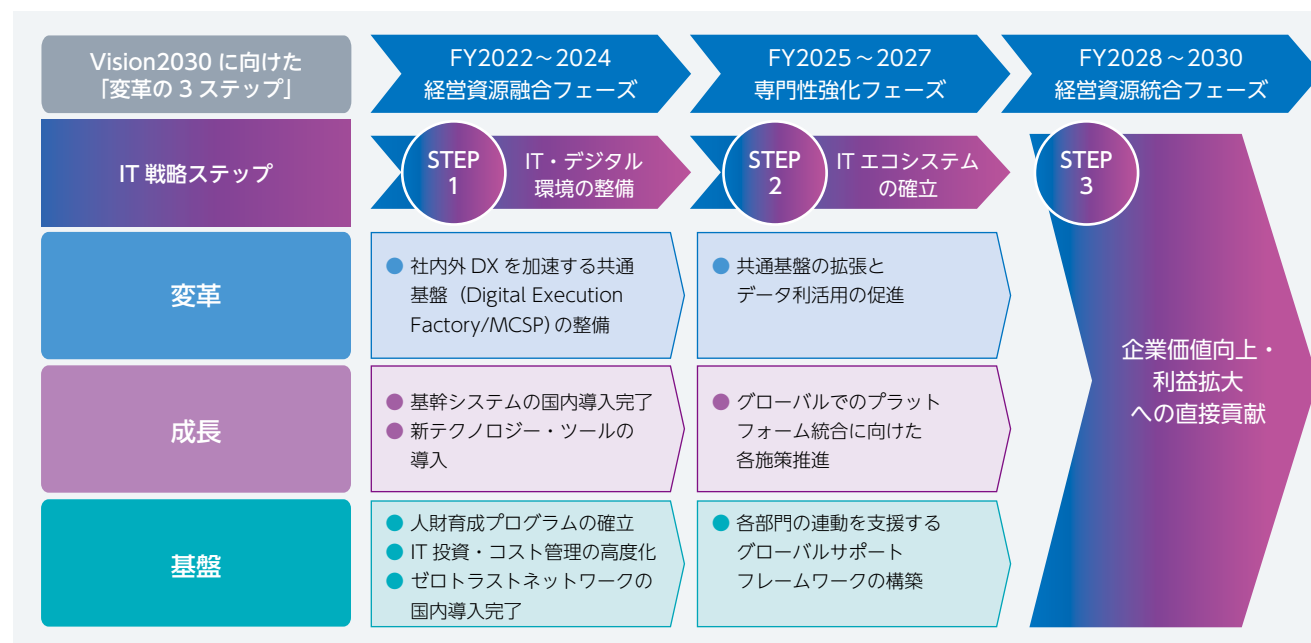 Vision2030 に向けた
「変革の 3 ステップ」
FY2022～2024
経営資源融合フェーズ
FY2025～2027
専門性強化フェーズ
FY2028～2030
経営資源統合フェーズ
IT 戦略ステップ
STEP
1
IT・デジタル
環境の整備
STEP
2
IT エコシステム
の確立
STEP
3
変革
● 社内外 DX を加速する共通
基盤（Digital Execution
Factory/MCSP）の整備
● 共通基盤の拡張と
データ利活用の促進
成長
● 基幹システムの国内導入完了
● 新テクノロジー・ツールの
導入
● グローバルでのプラット
フォーム統合に向けた
各施策推進
基盤
● 人財育成プログラムの確立
● IT 投資・コスト管理の高度化
● ゼロトラストネットワークの
国内導入完了
● 各部門の連動を支援する
グローバルサポート
フレームワークの構築
企業価値向上・
利益拡大
への直接貢献